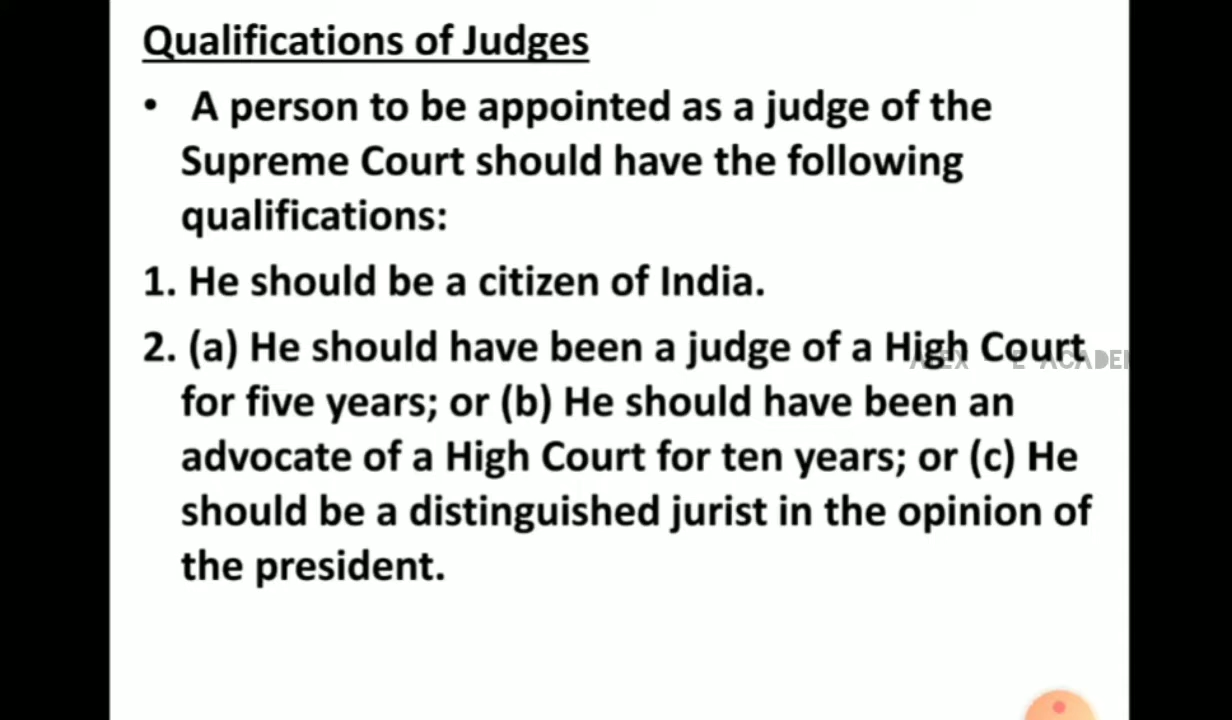 Qualifications of Judges
• A person to be appointed as a judge of the
Supreme Court should have the following
qualifications:
1. He should be a citizen of India.
2. (a) He should have been a judge of a High Court
for five years; or (b) He should have been an
advocate of a High Court for ten years; or (c) He
should be a distinguished jurist in the opinion of
the president.